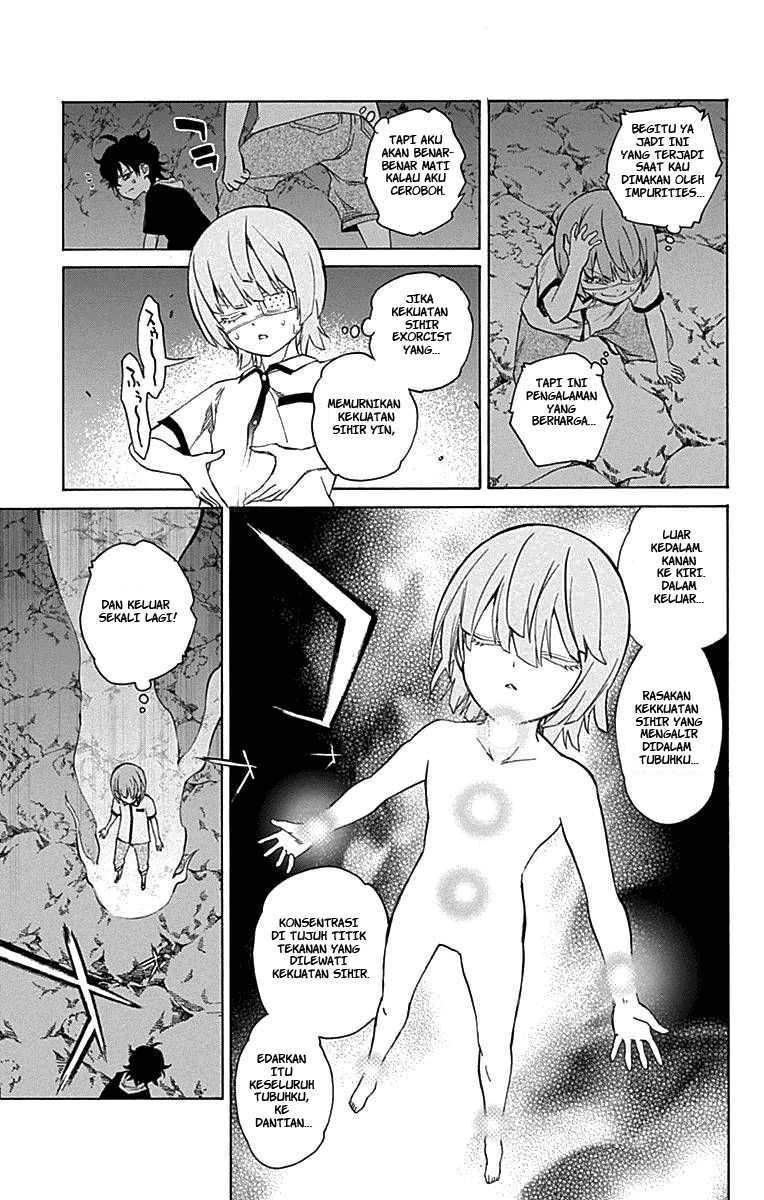 BEGITU YA
JADI INI
YANG TERJADI
SAAT KAU
DIMAKAN OLEH
IMPURITIES...
TAPI INI
PENGALAMAN
YANG
BERHARGA...
TAPI AKU
AKAN BENAR-
BENAR MATI
KALAU AKU
CEROBOH.
JIKA
KEKUATAN
SIHIR
EXORCIST
YANG...
MEMURNIKAN
KEKUATAN
SIHIR YIN,
LUAR
KEDALAM.
KANAN
KE KIRI.
DALAM
KELUAR...
RASAKAN
KEKKUATAN
SIHIR YANG
MENGALIR
DIDALAM
TUBUHKU...
KONSENTRASI
DI TUJUH TITIK
TEKANAN YANG
DILEWATI
KEKUATAN SIHIR.
EDARKAN
ITU
KESELURUH
TUBUHKU,
KE
DANTIAN...
DAN KELUAR
SEKALI LAGI!